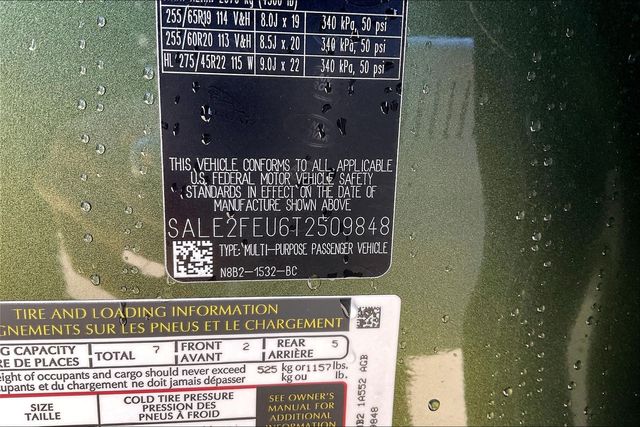 255/65R19 114 V&H 8.0J x 19 340 kPa, 50 psi
255/60R20 113 V&H 8.5J x 20 340 kPa, 50 psi
HL 275/45R22 115 W 9.0J x 22 340 kPa, 50 psi
THIS VEHICLE CONFORMS TO ALL APPLICABLE
U.S. FEDERAL MOTOR VEHICLE SAFETY
STANDARDS IN EFFECT ON THE DATE OF
MANUFACTURE SHOWN ABOVE
SALE2FEU6T2509848
TYPE: MULTI-PURPOSE PASSENGER VEHICLE
N8B2-1532-BC
TIRE AND LOADING INFORMATION
GNEMENTS SUR LES PNEUS ET LE CHARGEMENT
G CAPACITY TOTAL 7 FRONT 2 REAR 5
RE DE PLACES AVANT ARRIÈRE
eight of occupants and cargo should never exceed 525 kg or 1157 lbs.
upants et du chargement ne doit jamais dépasser kg ou lb.
SIZE
TAILLE
COLD TIRE PRESSURE
PRESSION DES
PNEUS À FROID
SEE OWNER'S
MANUAL FOR
ADDITIONAL
INFORMATION
B2 1A552 AGB
9848